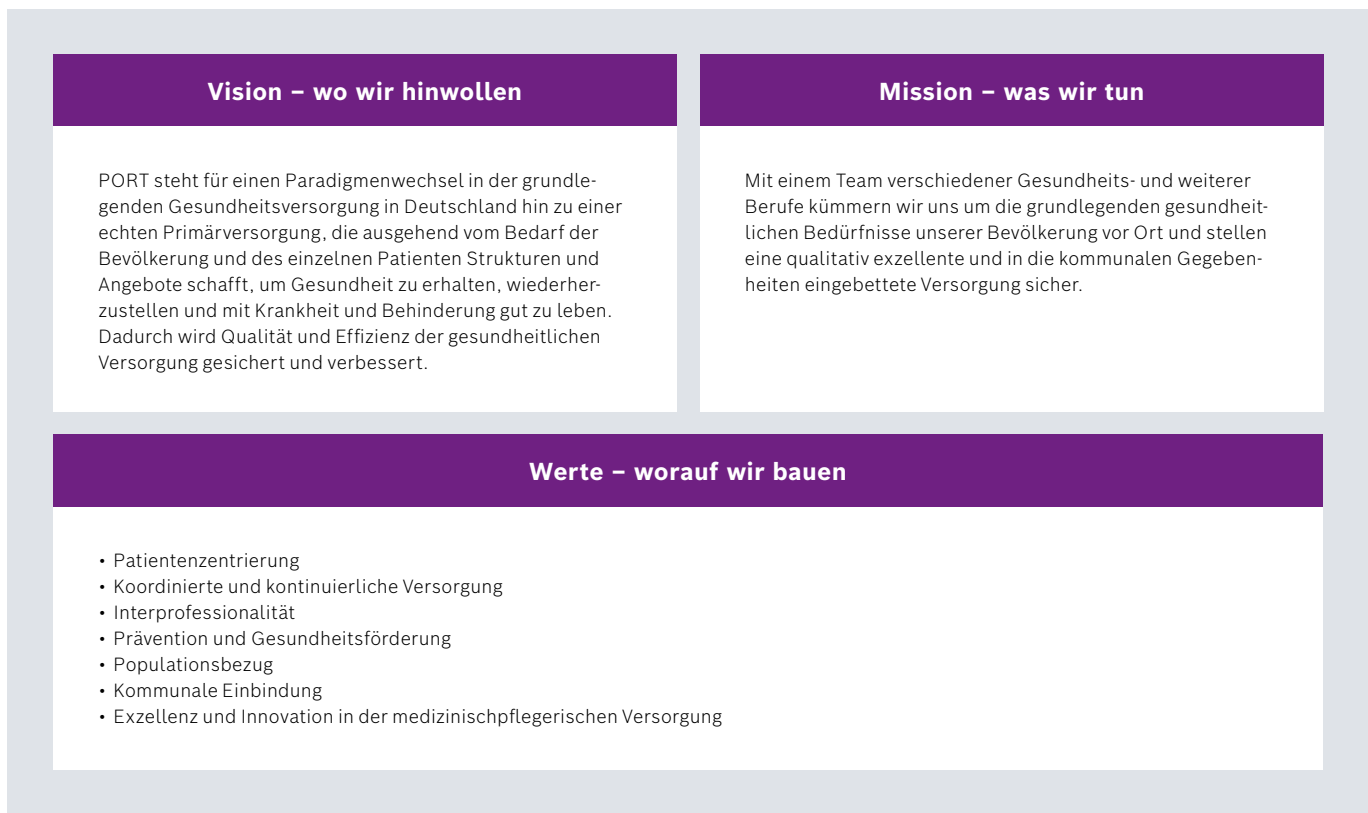 Vision – wo wir hinwollen
PORT steht für einen Paradigmenwechsel in der grundle-
genden Gesundheitsversorgung in Deutschland hin zu einer
echten Primärversorgung, die ausgehend vom Bedarf der
Bevölkerung und des einzelnen Patienten Strukturen und
Angebote schafft, um Gesundheit zu erhalten, wiederher-
zustellen und mit Krankheit und Behinderung gut zu leben.
Dadurch wird Qualität und Effizienz der gesundheitlichen
Versorgung gesichert und verbessert.
Mission – was wir tun
Mit einem Team verschiedener Gesundheits- und weiterer
Berufe kümmern wir uns um die grundlegenden gesundheit-
lichen Bedürfnisse unserer Bevölkerung vor Ort und stellen
eine qualitativ exzellente und in die kommunalen Gegeben-
heiten eingebettete Versorgung sicher.
Werte – worauf wir bauen
• Patientenzentrierung
• Koordinierte und kontinuierliche Versorgung
• Interprofessionalität
• Prävention und Gesundheitsförderung
• Populationsbezug
• Kommunale Einbindung
• Exzellenz und Innovation in der medizinischpflegerischen Versorgung